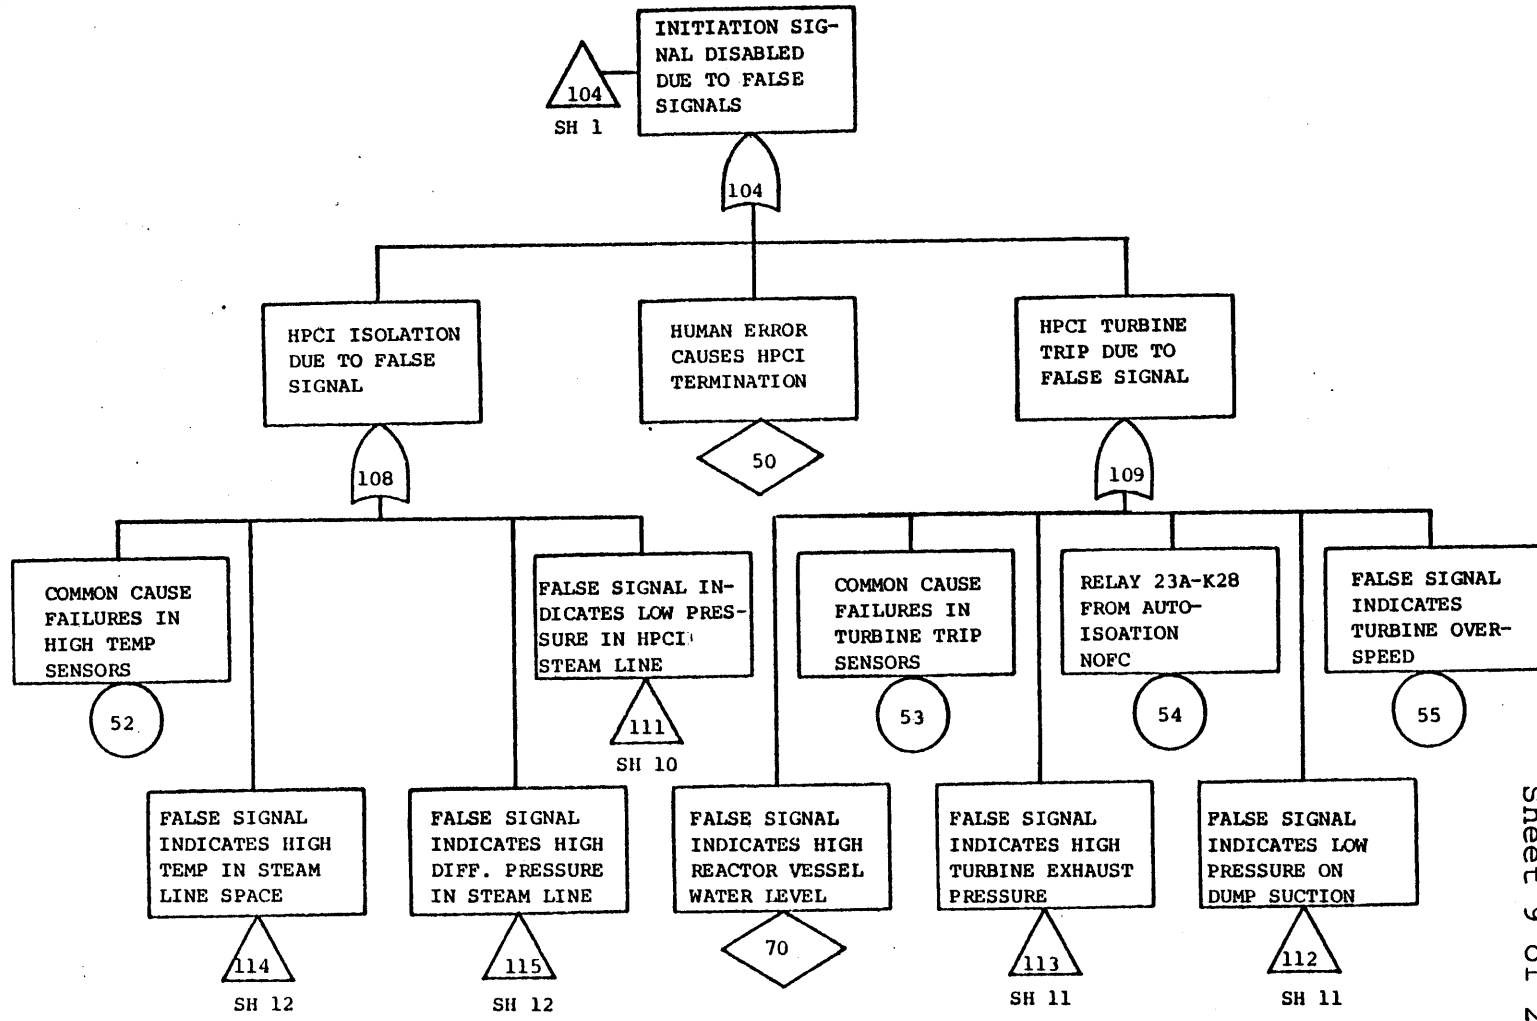 INITIATION SIG-
NAL DISABLED
DUE TO FALSE
SIGNALS
104
SH 1
104
HPCI ISOLATION
DUE TO FALSE
SIGNAL
HUMAN ERROR
CAUSES HPCI
TERMINATION
HPCI TURBINE
TRIP DUE TO
FALSE SIGNAL
108
50
109
COMMON CAUSE
FAILURES IN
HIGH TEMP
SENSORS
52
FALSE SIGNAL IN-
DICATES LOW PRES-
SURE IN HPCI
STEAM LINE
111
SH 10
COMMON CAUSE
FAILURES IN
TURBINE TRIP
SENSORS
53
RELAY 23A-K28
FROM AUTO-
ISOATION
NOFC
54
FALSE SIGNAL
INDICATES
TURBINE OVER-
SPEED
55
FALSE SIGNAL
INDICATES HIGH
TEMP IN STEAM
LINE SPACE
114
SH 12
FALSE SIGNAL
INDICATES HIGH
DIFF. PRESSURE
IN STEAM LINE
115
SH 12
FALSE SIGNAL
INDICATES HIGH
REACTOR VESSEL
WATER LEVEL
70
FALSE SIGNAL
INDICATES HIGH
TURBINE EXHAUST
PRESSURE
113
SH 11
FALSE SIGNAL
INDICATES LOW
PRESSURE ON
DUMP SUCTION
112
SH 11
Sheet 9 of 2